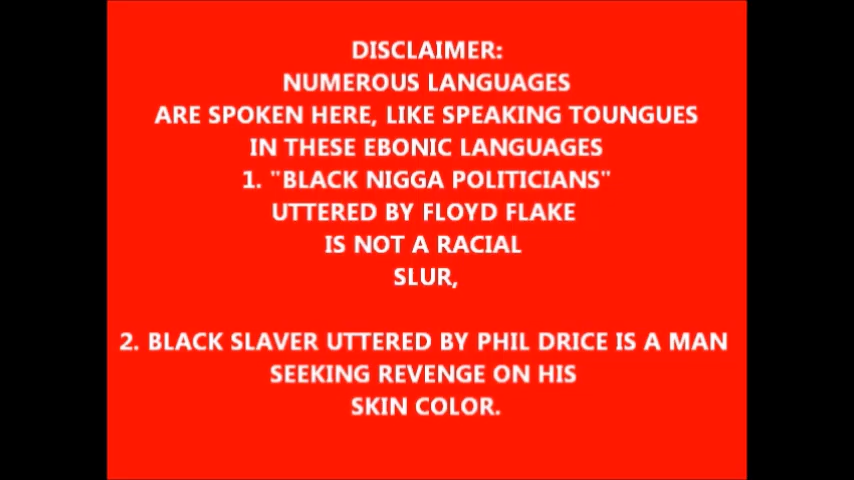 DISCLAIMER:
NUMEROUS LANGUAGES
ARE SPOKEN HERE, LIKE SPEAKING TOUNGUES
IN THESE EBONIC LANGUAGES
1. "BLACK NIGGA POLITICIANS"
UTTERED BY FLOYD FLAKE
IS NOT A RACIAL
SLUR,
2. BLACK SLAVER UTTERED BY PHIL DRICE IS A MAN
SEEKING REVENGE ON HIS
SKIN COLOR.